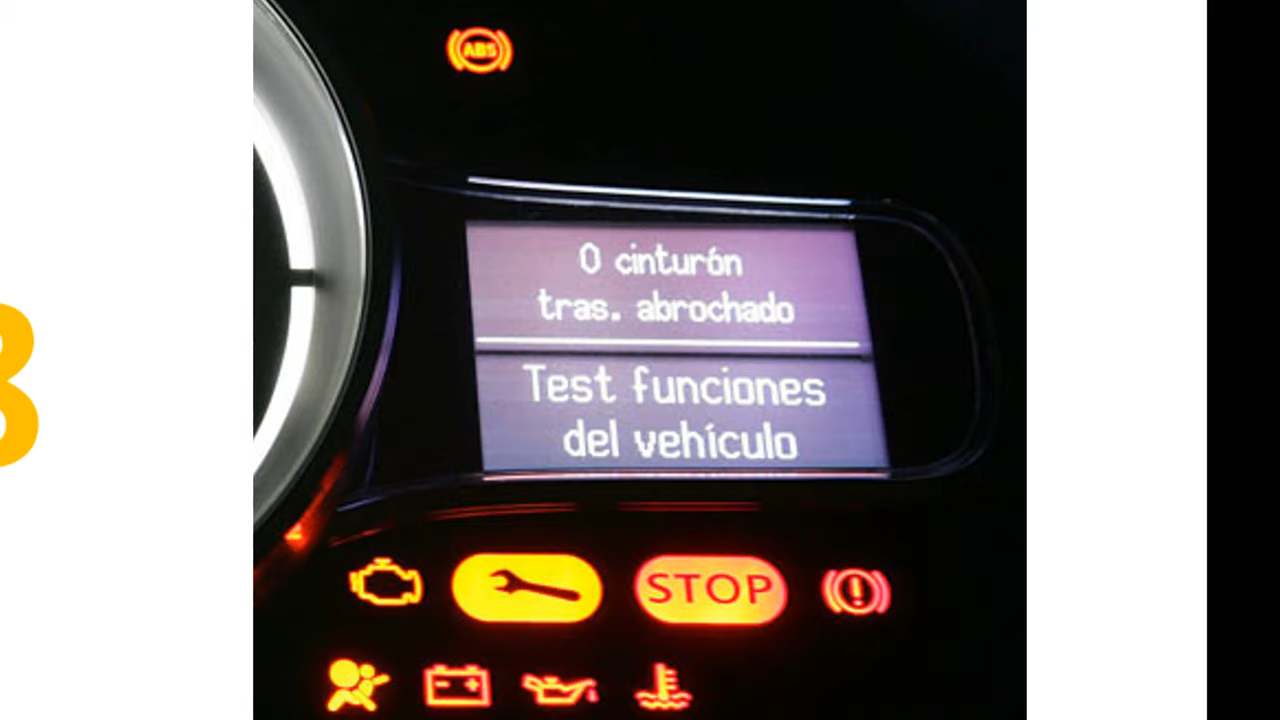 ABS
0 cinturón
tras. abrochado
Test funciones
del vehículo
STOP